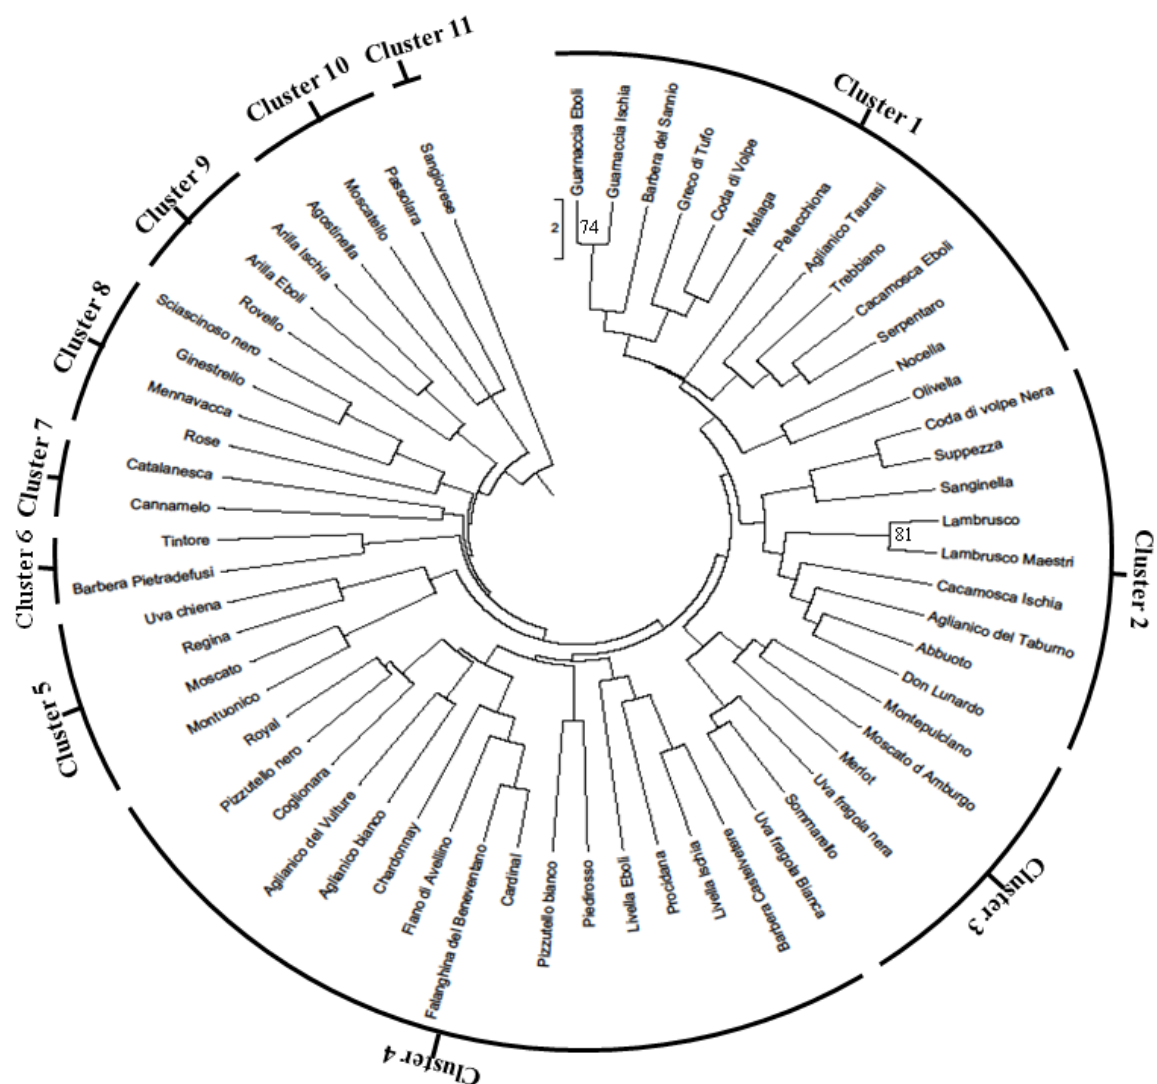 Cluster 1
Guarnaccia Eboli
Guarnaccia Ischia
Barbera del Sannio
Greco di Tufo
Coda di Volpe
Malaga
Pellecchiona
Aglianico Taurasi
Trebbiano
Cacamosca Eboli
Serpentaro
Nocella
Olivella
2
74
Cluster 2
Coda di volpe Nera
Suppezza
Sanginella
Lambrusco
81
Lambrusco Maestri
Cacamosca Ischia
Aglianico del Taburno
Abbuoto
Don Lunardo
Cluster 3
Montepulciano
Moscato d Amburgo
Merlot
Uva fragola nera
Sommarello
Uva fragola Bianca
Cluster 4
Barbera Castelvetere
Livella Ischia
Procidana
Livella Eboli
Piedirosso
Pizzutello bianco
Cardinal
Falanghina del Beneventano
Fiano di Avellino
Chardonnay
Aglianico bianco
Aglianico del Vulture
Coglionara
Pizzutello nero
Royal
Cluster 5
Montuonico
Moscato
Regina
Uva chiena
Cluster 6
Barbera Pietradefusi
Tintore
Cluster 7
Cannamelo
Catalanesca
Cluster 8
Rose
Mennavacca
Ginestrello
Sciascinoso nero
Cluster 9
Rovello
Arilla Eboli
Arilla Ischia
Cluster 10
Agostinella
Moscatello
Passolara
Cluster 11
Sangiovese